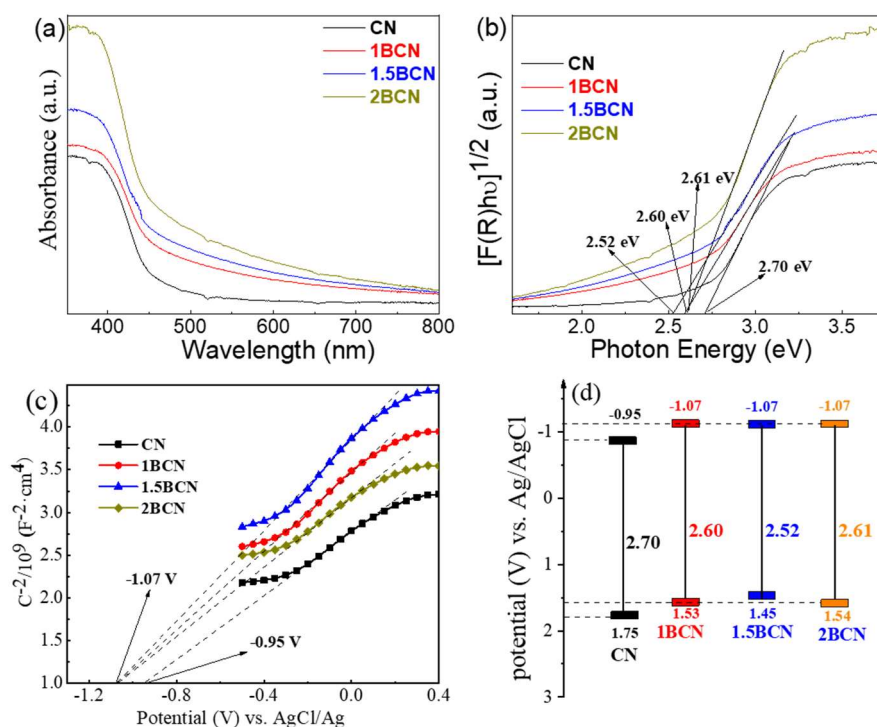 (a)
CN
1BCN
1.5BCN
2BCN
Absorbance (a.u.)
400 500 600 700 800
Wavelength (nm)
(b)
CN
1BCN
1.5BCN
2BCN
[F(R)hυ]^1/2 (a.u.)
2.61 eV
2.60 eV
2.52 eV
2.70 eV
2.0 2.5 3.0 3.5
Photon Energy (eV)
(c)
CN
1BCN
1.5BCN
2BCN
C^-2/10^9 (F^-2·cm^4)
4.0
3.5
3.0
2.5
2.0
1.5
1.0
-1.07 V
-0.95 V
-1.2 -0.8 -0.4 0.0 0.4
Potential (V) vs. AgCl/Ag
(d)
potential (V) vs. Ag/AgCl
-1
0
1
2
3
-0.95 -1.07 -1.07 -1.07
2.70 2.60 2.52 2.61
1.75 1.53 1.45 1.54
CN 1BCN 1.5BCN 2BCN